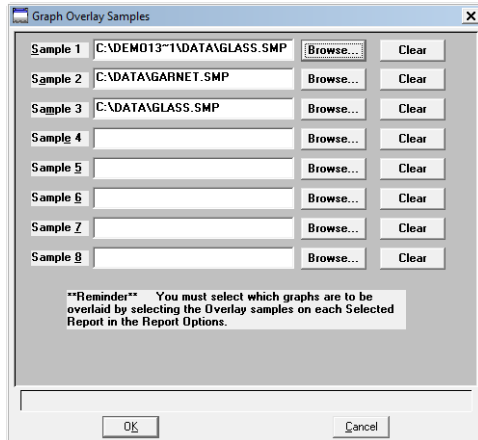 Graph Overlay Samples
Sample 1 C:\DEMO13~1\DATA\GLASS.SMP Browse... Clear
Sample 2 C:\DATA\GARNET.SMP Browse... Clear
Sample 3 C:\DATA\GLASS.SMP Browse... Clear
Sample 4 Browse... Clear
Sample 5 Browse... Clear
Sample 6 Browse... Clear
Sample 7 Browse... Clear
Sample 8 Browse... Clear
**Reminder** You must select which graphs are to be
overlaid by selecting the Overlay samples on each Selected
Report in the Report Options.
OK Cancel